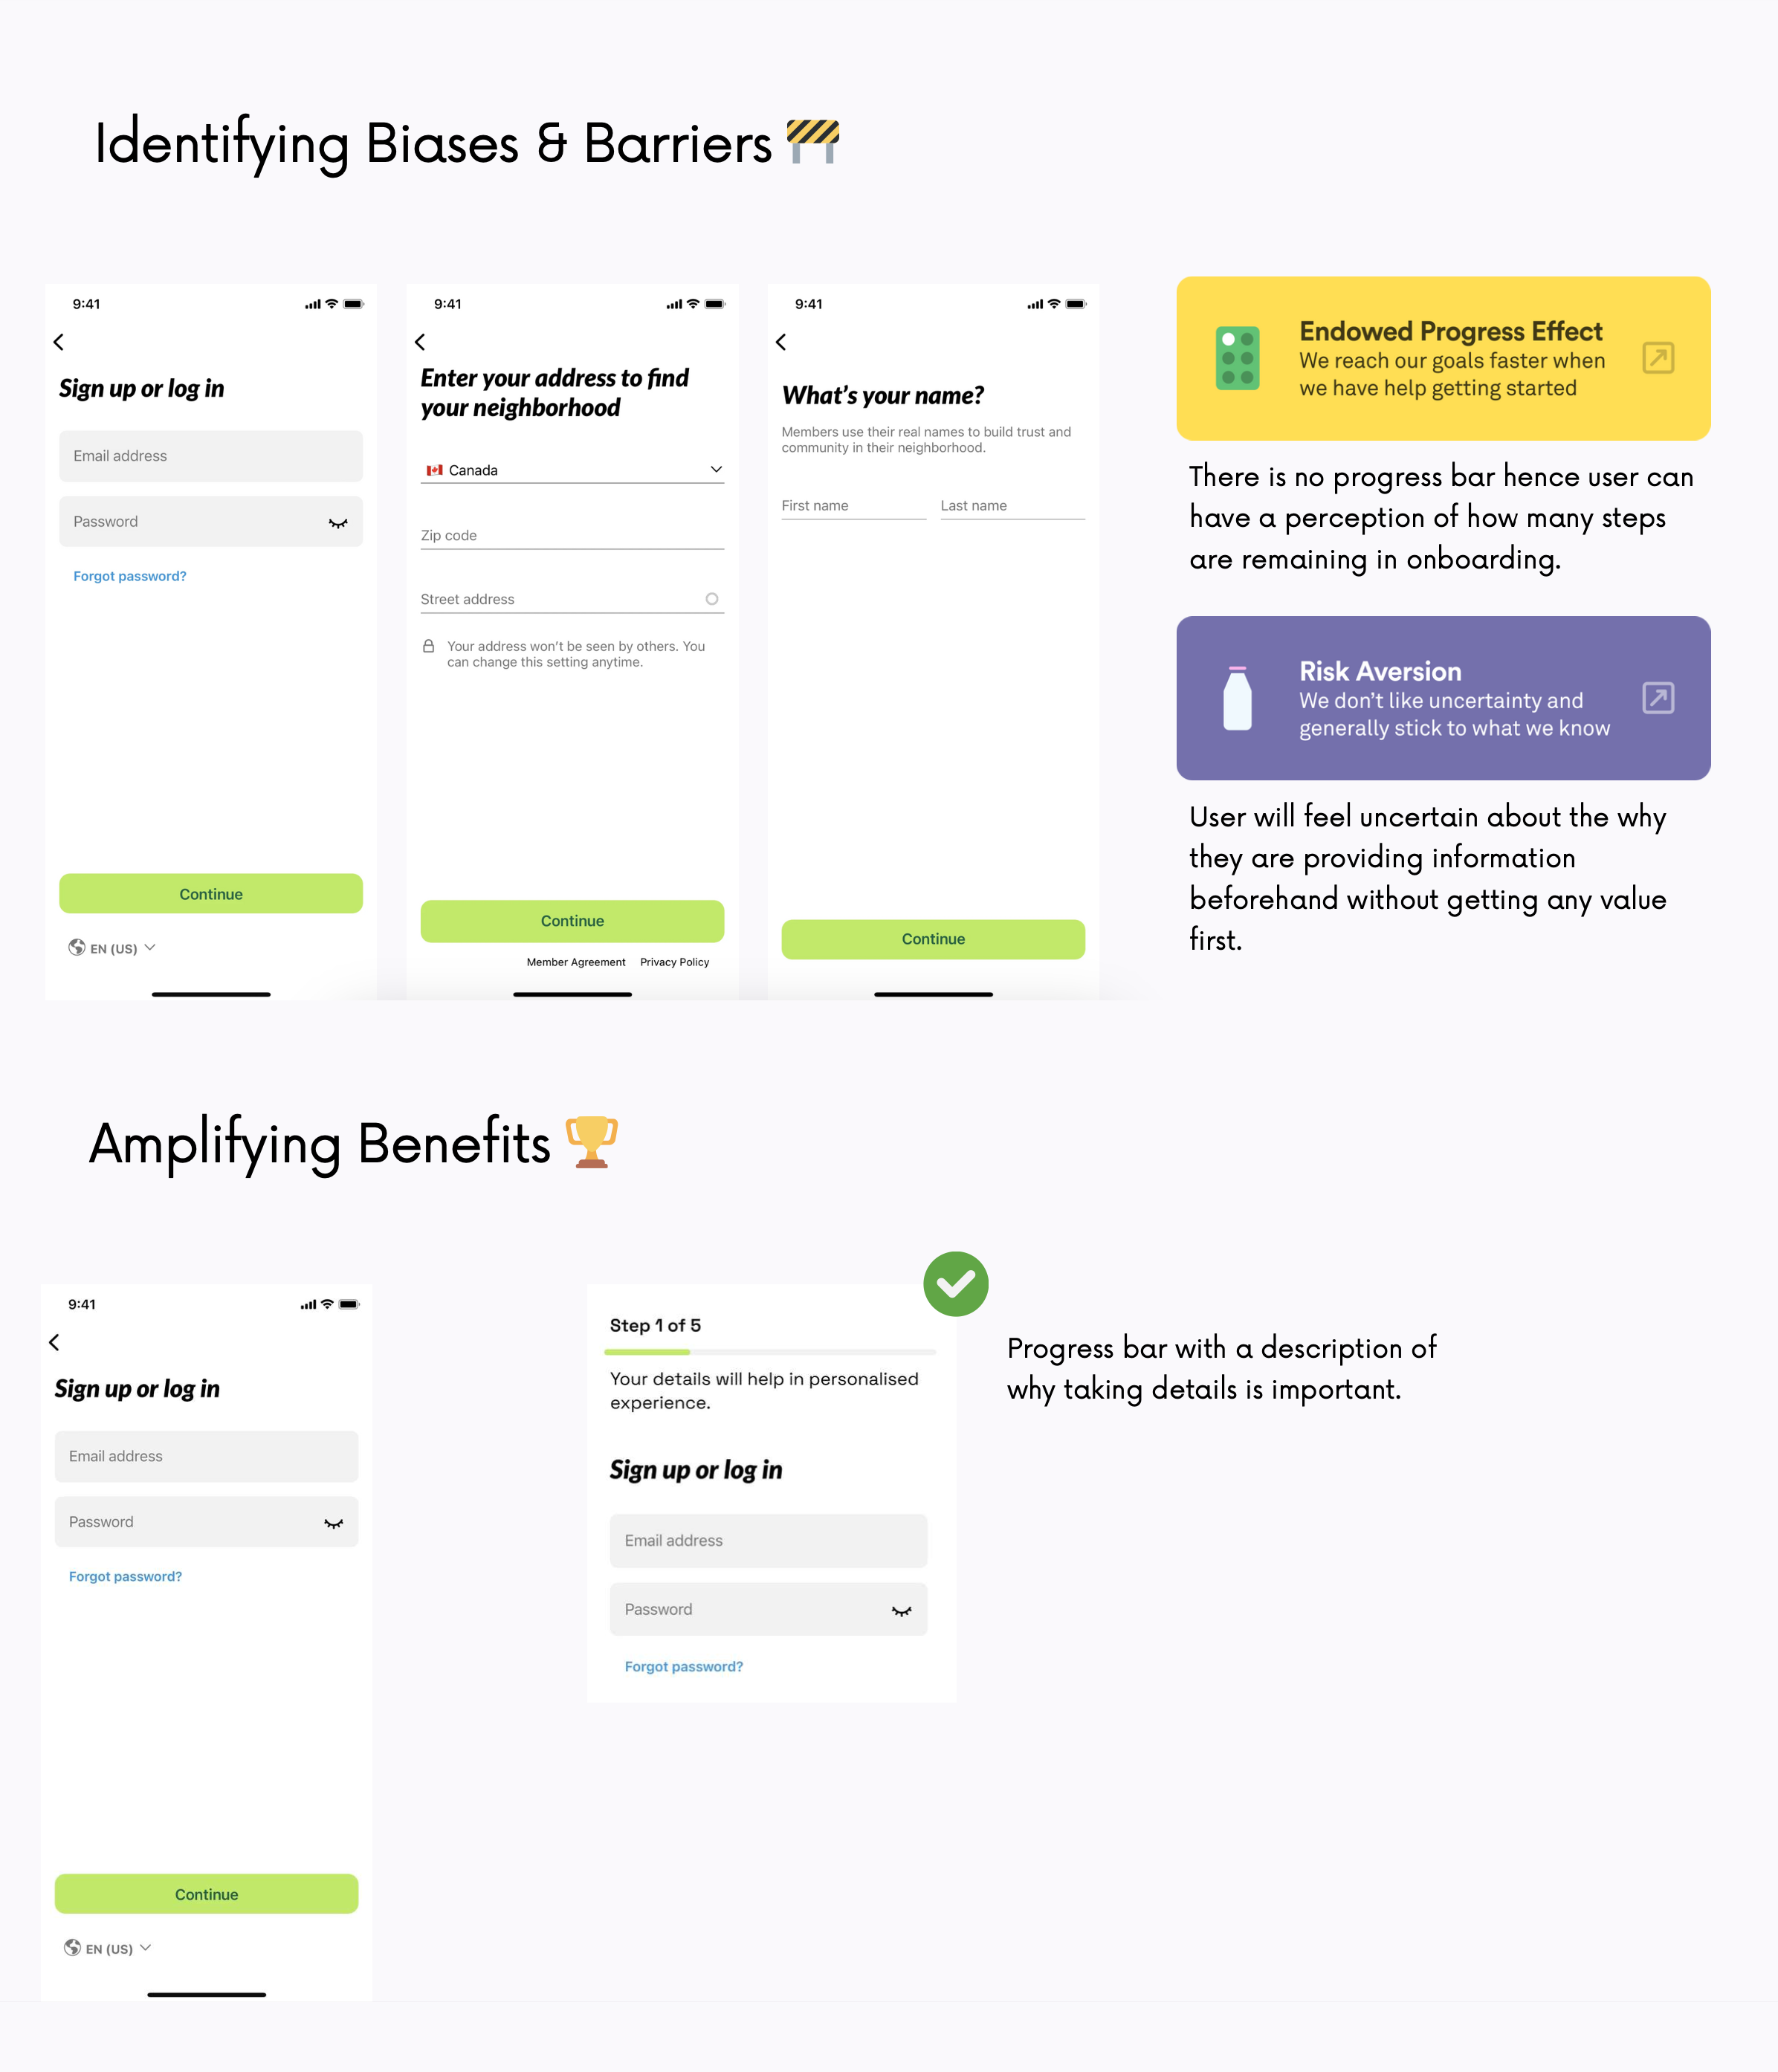 Identifying Biases & Barriers
9:41
Sign up or log in
Email address
Password
Forgot password?
Continue
EN (US)
9:41
Enter your address to find
your neighborhood
Canada
Zip code
Street address
Your address won't be seen by others. You
can change this setting anytime.
Continue
Member Agreement Privacy Policy
9:41
What's your name?
Members use their real names to build trust and
community in their neighborhood.
First name Last name
Continue
Endowed Progress Effect
We reach our goals faster when
we have help getting started
There is no progress bar hence user can
have a perception of how many steps
are remaining in onboarding.
Risk Aversion
We don't like uncertainty and
generally stick to what we know
User will feel uncertain about the why
they are providing information
beforehand without getting any value
first.
Amplifying Benefits
9:41
Sign up or log in
Email address
Password
Forgot password?
Continue
EN (US)
Step 1 of 5
Your details will help in personalised
experience.
Sign up or log in
Email address
Password
Forgot password?
Progress bar with a description of
why taking details is important.